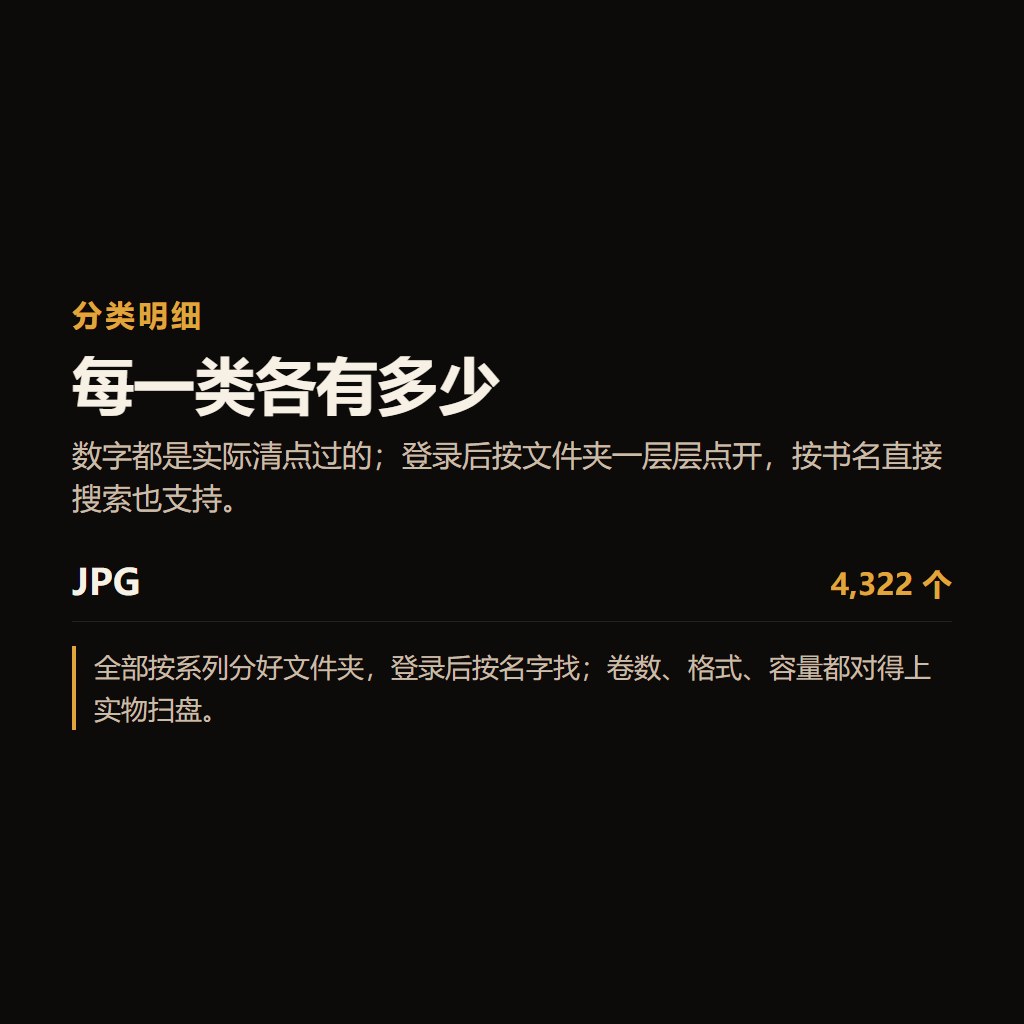 分类明细
每一类各有多少
数字都是实际清点过的；登录后按文件夹一层层点开，按书名直接
搜索也支持。
JPG 4,322 个
全部按系列分好文件夹，登录后按名字找；卷数、格式、容量都对得上
实物扫盘。